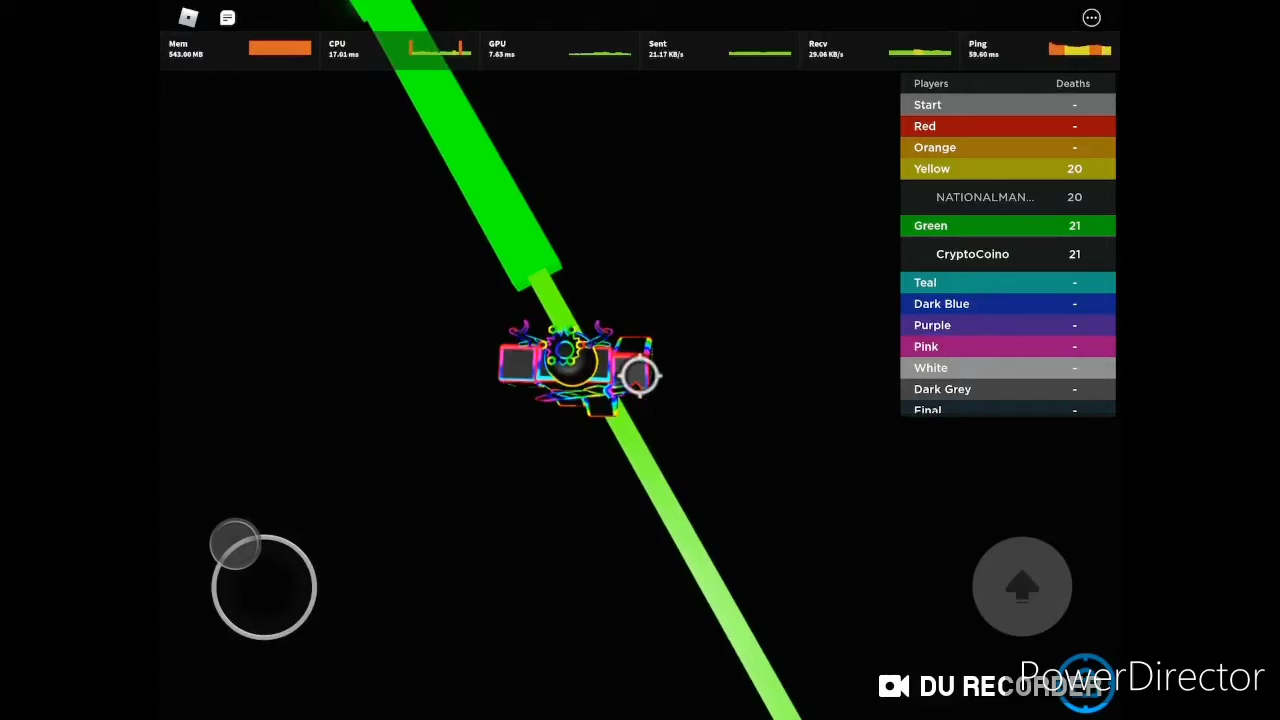 Mem
543.00 MB
CPU
17.01 ms
GPU
7.63 ms
Sent
21.17 KB/s
Recv
29.06 KB/s
Ping
59.60 ms
Players Deaths
Start -
Red -
Orange -
Yellow 20
NATIONALMAN... 20
Green 21
CryptoCoino 21
Teal -
Dark Blue -
Purple -
Pink -
White -
Dark Grey -
Final -
DU RECORDER
PowerDirector